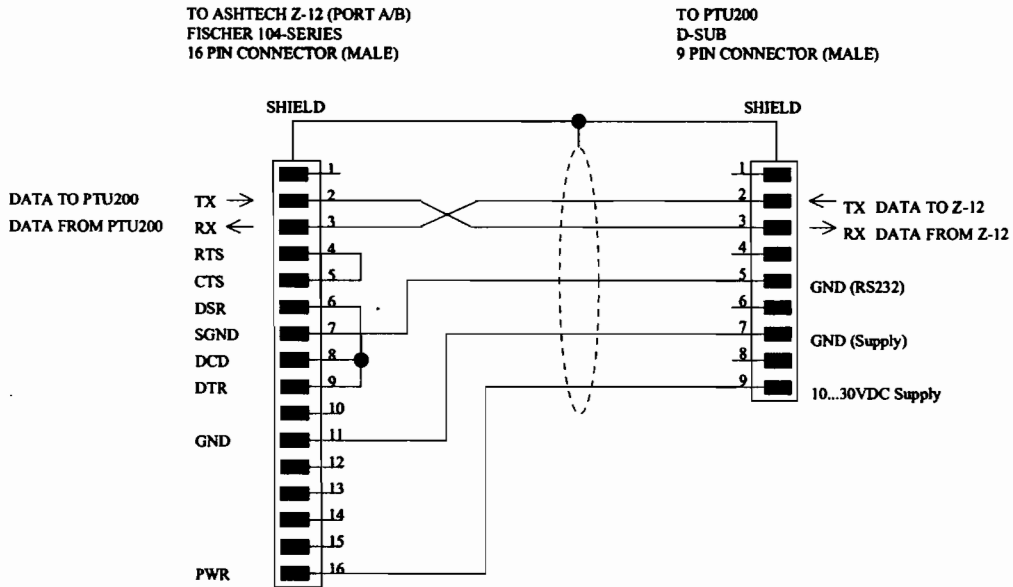 TO ASHTECH Z-12 (PORT A/B)
FISCHER 104-SERIES
16 PIN CONNECTOR (MALE)
TO PTU200
D-SUB
9 PIN CONNECTOR (MALE)
SHIELD
SHIELD
1
DATA TO PTU200 TX → 2
DATA FROM PTU200 RX ← 3
RTS 4
CTS 5
DSR 6
SGND 7
DCD 8
DTR 9
10
GND 11
12
13
14
15
PWR 16
1
2 ← TX DATA TO Z-12
3 → RX DATA FROM Z-12
4
5 GND (RS232)
6
7 GND (Supply)
8
9 10...30VDC Supply